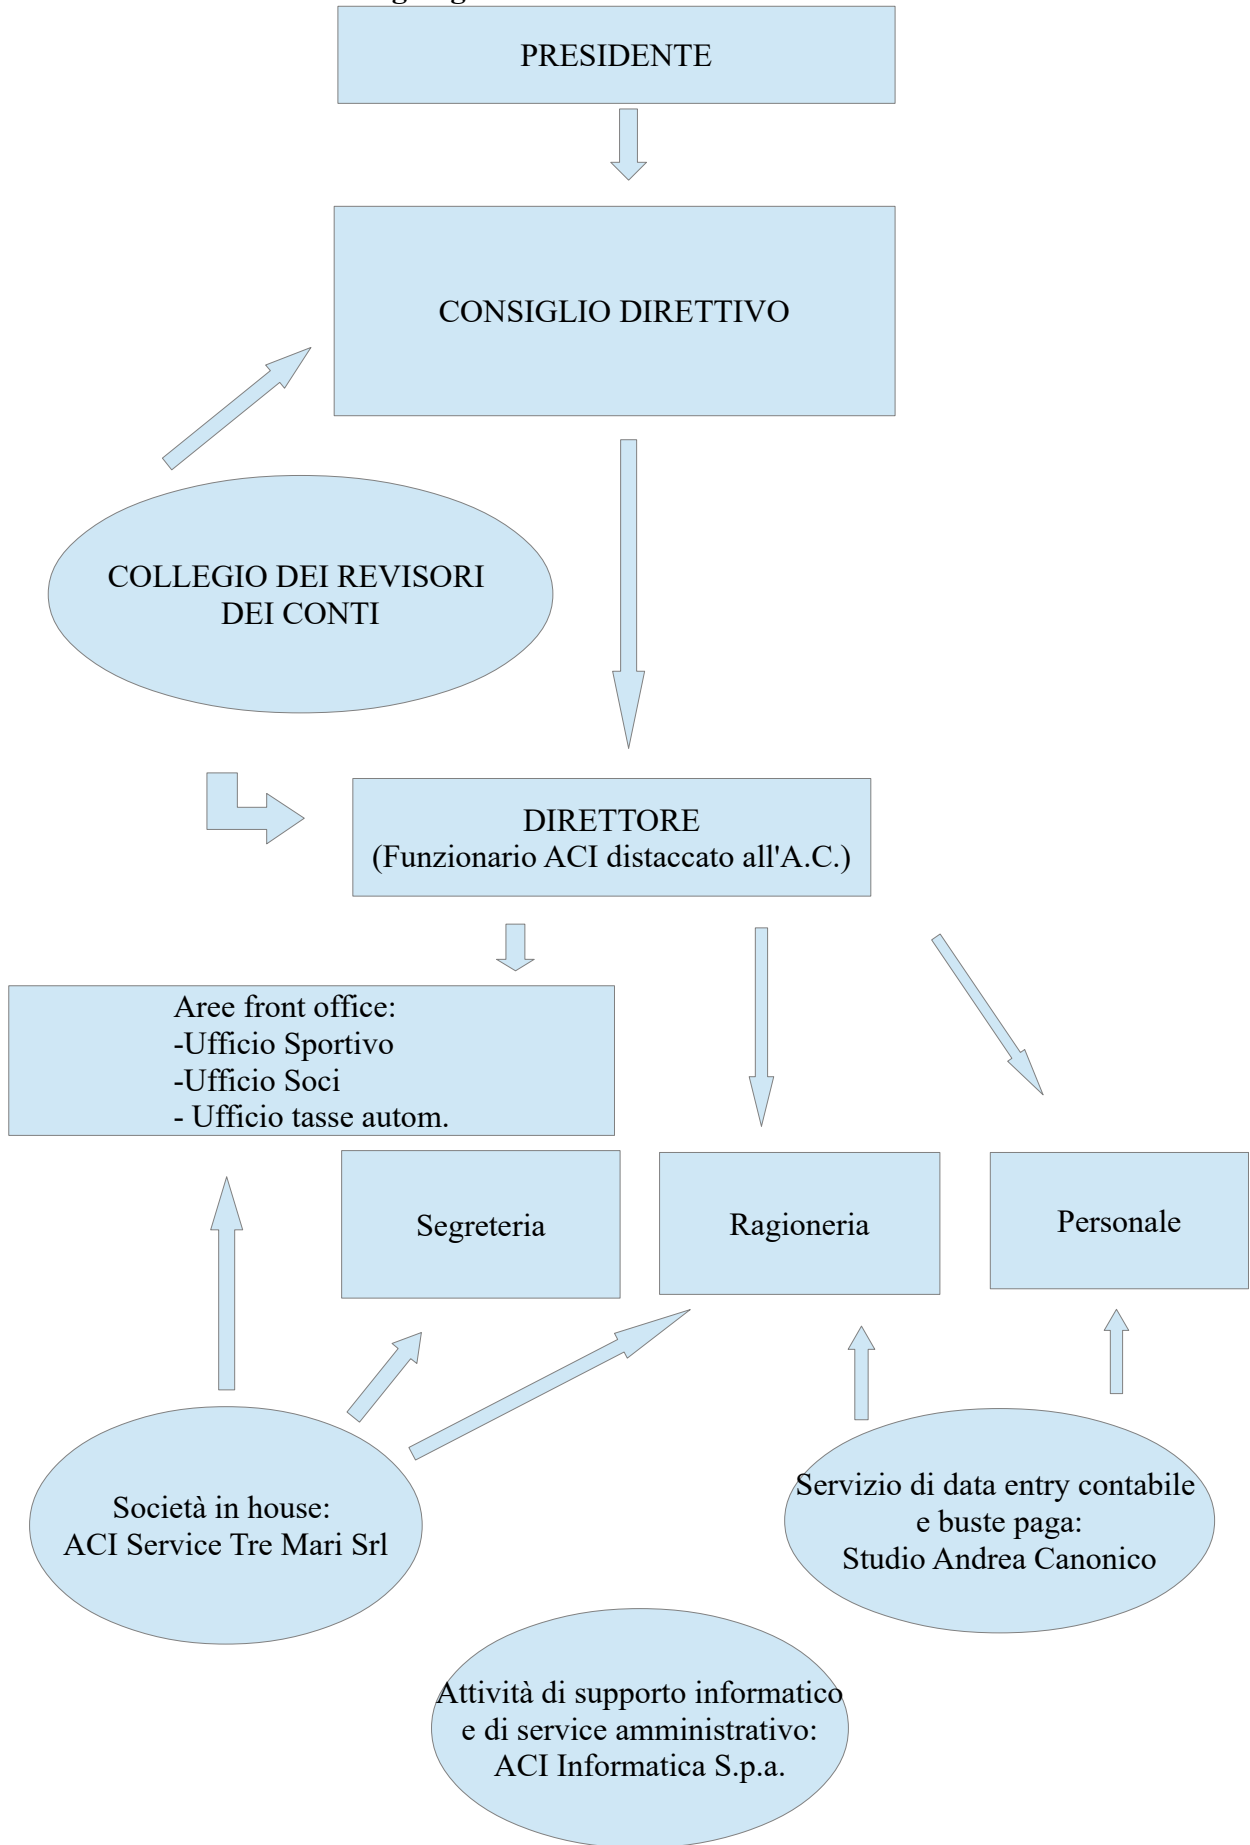 PRESIDENTE
CONSIGLIO DIRETTIVO
COLLEGIO DEI REVISORI
DEI CONTI
DIRETTORE
(Funzionario ACI distaccato all'A.C.)
Aree front office:
-Ufficio Sportivo
-Ufficio Soci
- Ufficio tasse autom.
Segreteria
Ragioneria
Personale
Società in house:
ACI Service Tre Mari Srl
Servizio di data entry contabile
e buste paga:
Studio Andrea Canonico
Attività di supporto informatico
e di service amministrativo:
ACI Informatica S.p.a.